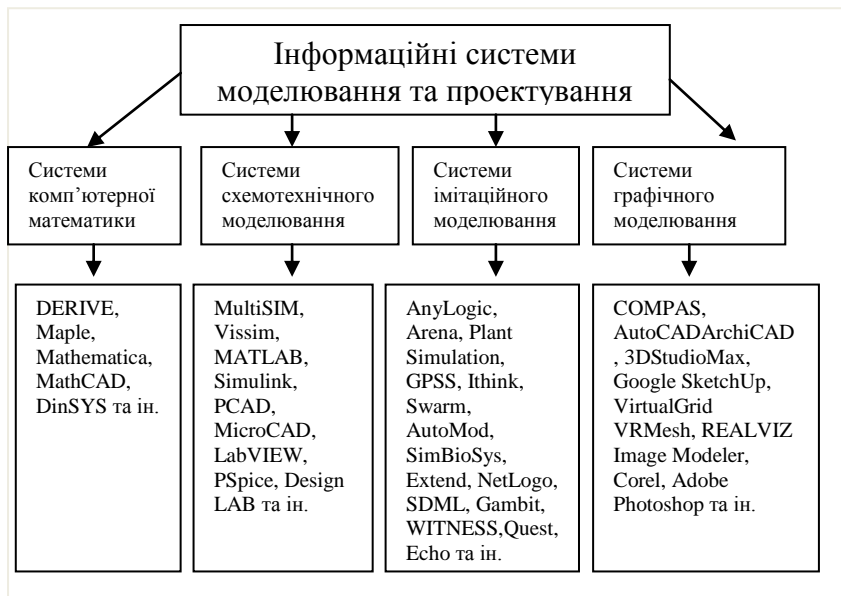 Інформаційні системи
моделювання та проектування
Системи
комп’ютерної
математики
Системи
схемотехнічного
моделювання
Системи
імітаційного
моделювання
Системи
графічного
моделювання
DERIVE,
Maple,
Mathematica,
MathCAD,
DinSYS та ін.
MultiSIM,
Vissim,
MATLAB,
Simulink,
PCAD,
MicroCAD,
LabVIEW,
PSpice, Design
LAB та ін.
AnyLogic,
Arena, Plant
Simulation,
GPSS, Ithink,
Swarm,
AutoMod,
SimBioSys,
Extend, NetLogo,
SDML, Gambit,
WITNESS,Quest,
Echo та ін.
COMPAS,
AutoCADArchiCAD
, 3DStudioMax,
Google SketchUp,
VirtualGrid
VRMesh, REALVIZ
Image Modeler,
Corel, Adobe
Photoshop та ін.